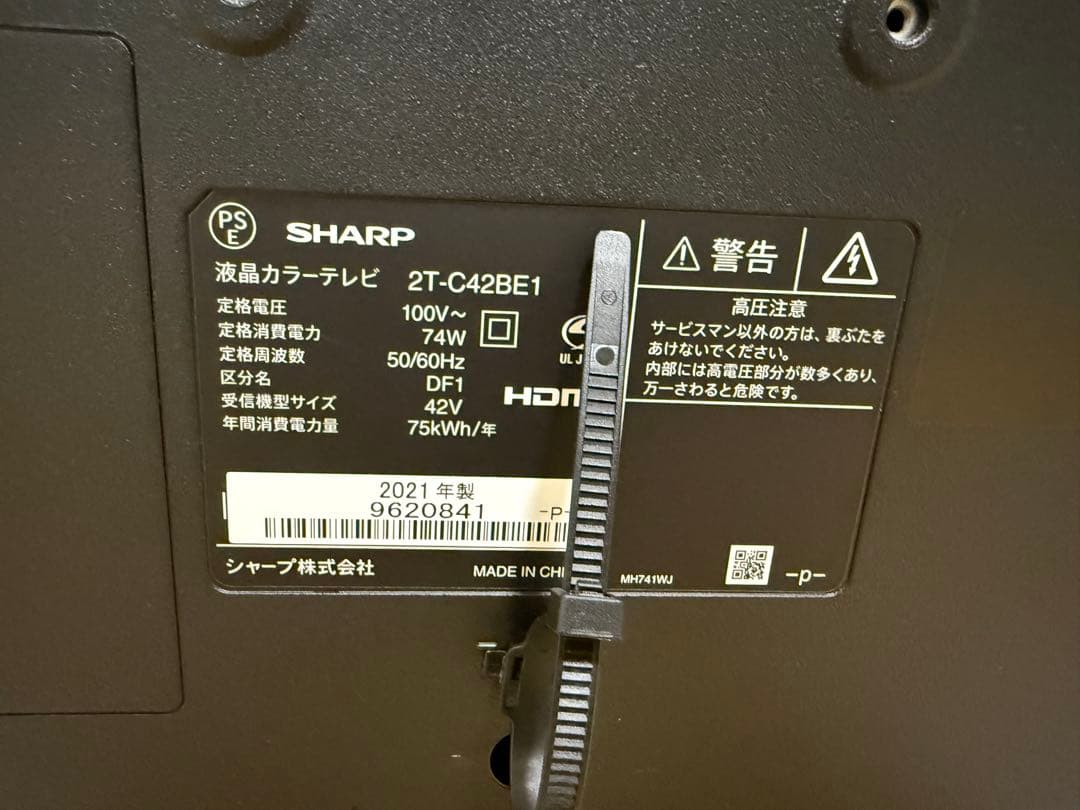 PS
E
SHARP
液晶カラーテレビ 2T-C42BE1
定格電圧 100V～
定格消費電力 74W
定格周波数 50/60Hz
区分名 DF1
受信機型サイズ 42V
年間消費電力量 75kWh/年
UL J
HDM
2021 年製
9620841 -P-
シャープ株式会社 MADE IN CHI
MH741WJ
-p-
警告
高圧注意
サービスマン以外の方は、裏ぶたを
あけないでください。
内部には高電圧部分が数多くあり、
万一さわると危険です。